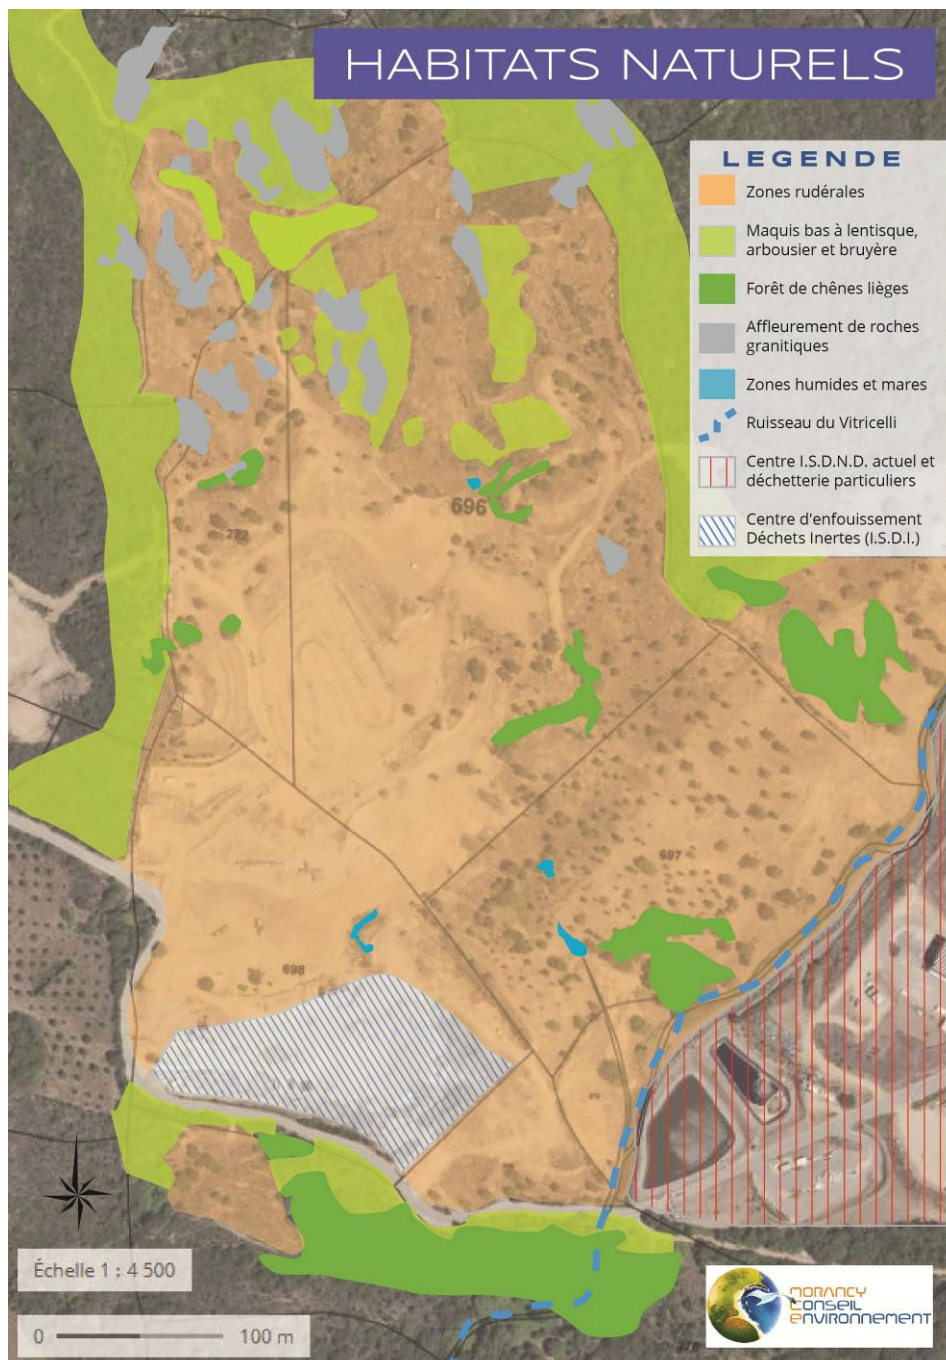 HABITATS NATURELS
LEGENDE
Zones rudérales
Maquis bas à lentisque,
arbousier et bruyère
Forêt de chênes lièges
Affleurement de roches
granitiques
Zones humides et mares
Ruisseau du Vitricelli
Centre I.S.D.N.D. actuel et
déchetterie particuliers
Centre d'enfouissement
Déchets Inertes (I.S.D.I.)
696
272
697
698
Échelle 1 : 4 500
0 100 m
MORANCY
CONSEIL
ENVIRONNEMENT